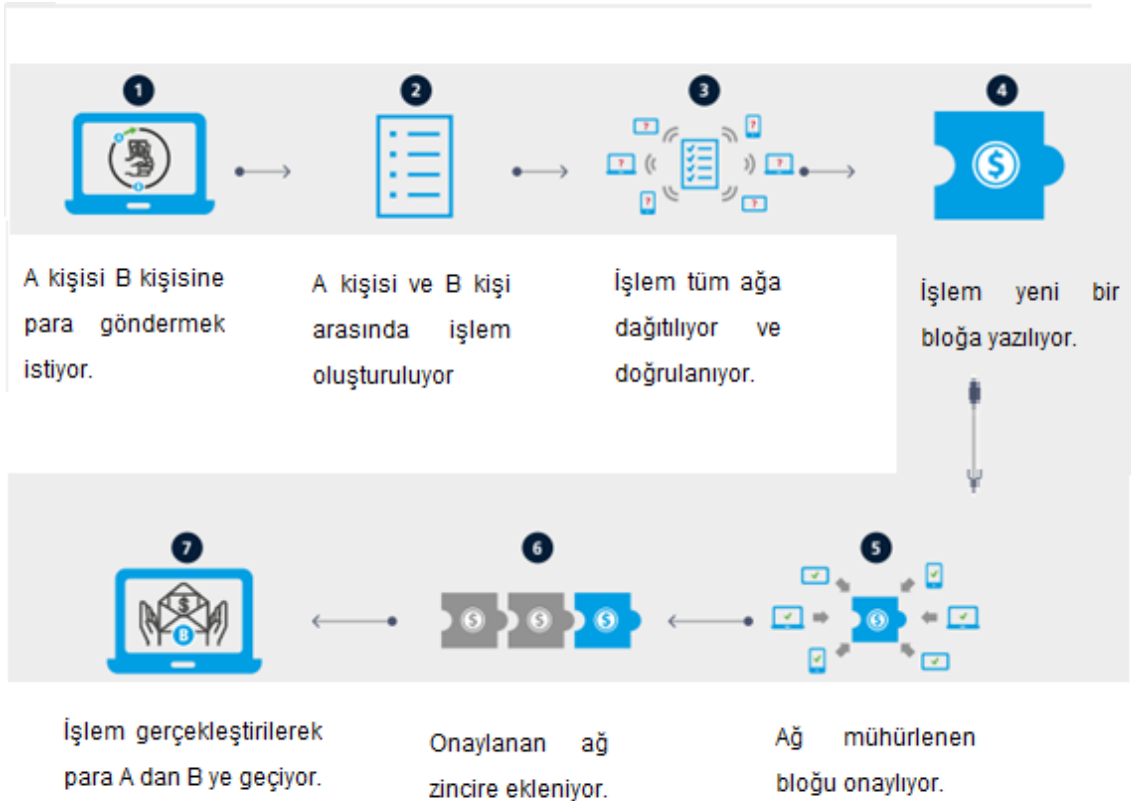 1
A kişisi B kişisine
para göndermek
istiyor.
2
A kişisi ve B kişi
arasında işlem
oluşturuluyor
3
? ?
? ?
?
İşlem tüm ağa
dağıtılıyor ve
doğrulanıyor.
4
$
İşlem yeni bir
bloğa yazılıyor.
5
$
Ağ mühürlenen
bloğu onaylıyor.
6
$ $ $
Onaylanan ağ
zincire ekleniyor.
7
$
B
İşlem gerçekleştirilerek
para A dan B ye geçiyor.